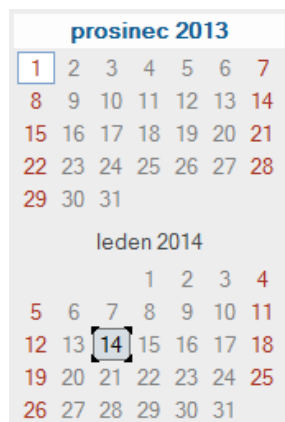 prosinec 2013
1 2 3 4 5 6 7
8 9 10 11 12 13 14
15 16 17 18 19 20 21
22 23 24 25 26 27 28
29 30 31
leden 2014
1 2 3 4
5 6 7 8 9 10 11
12 13 14 15 16 17 18
19 20 21 22 23 24 25
26 27 28 29 30 31